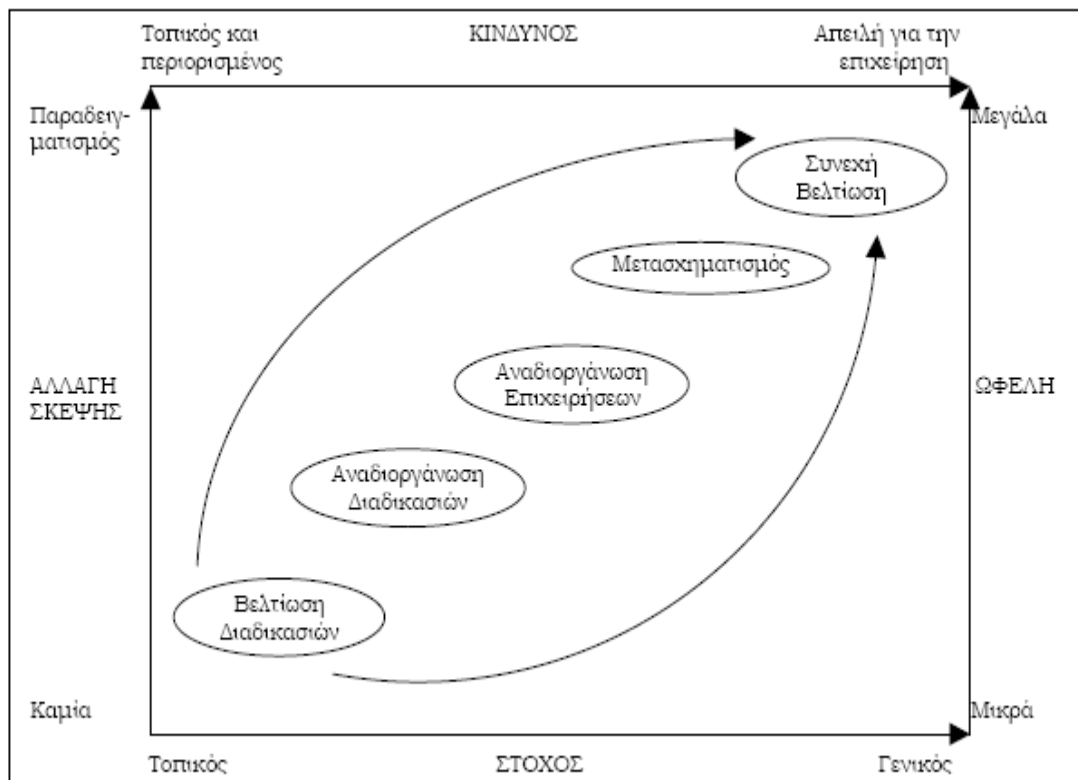 Τοπικός και
περιορισμένος
ΚΙΝΔΥΝΟΣ
Απειλή για την
επιχείρηση
Παραδειγ-
ματισμός
Μεγάλα
Συνεχή
Βελτίωση
Μετασχηματισμός
ΑΛΛΑΓΗ
ΣΚΕΨΗΣ
Αναδιοργάνωση
Επιχειρήσεων
ΩΦΕΛΗ
Αναδιοργάνωση
Διαδικασιών
Βελτίωση
Διαδικασιών
Καμία
Μικρά
Τοπικός
ΣΤΟΧΟΣ
Γενικός